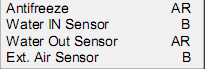 Antifreeze AR
Water IN Sensor B
Water Out Sensor AR
Ext. Air Sensor B